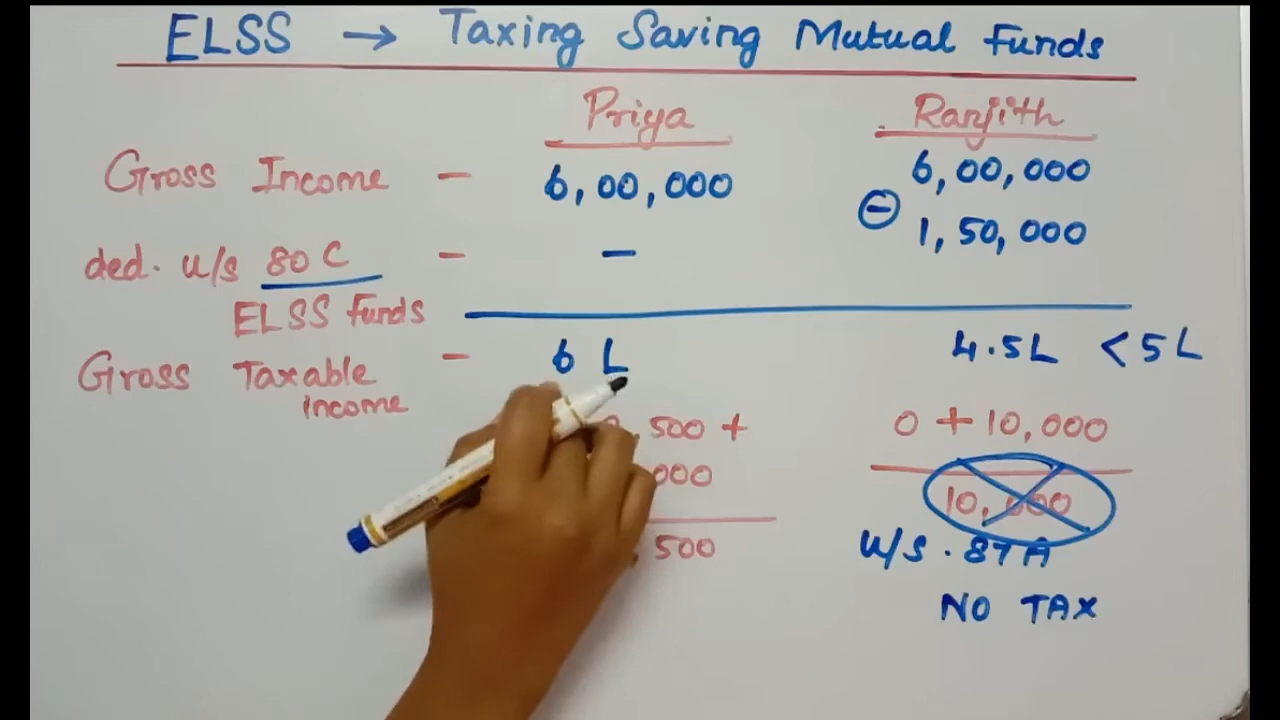 ELSS → Taxing Saving Mutual Funds
Priya Ranjith
Gross Income – 6,00,000 6,00,000
ded. u/s 80 C – – ⊖ 1,50,000
ELSS Funds
Gross Taxable income – 6 L 4.5L < 5 L
500 + 0 + 10,000
000 10,000
500 u/s. 87A
NO TAX